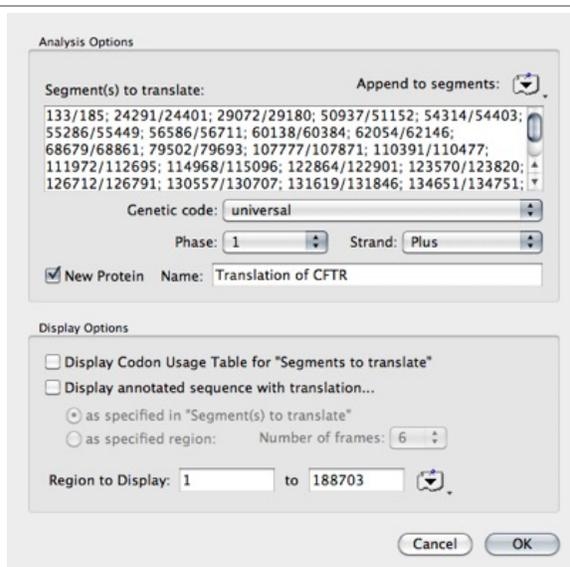 Analysis Options
Segment(s) to translate: Append to segments:
133/185; 24291/24401; 29072/29180; 50937/51152; 54314/54403;
55286/55449; 56586/56711; 60138/60384; 62054/62146;
68679/68861; 79502/79693; 107777/107871; 110391/110477;
111972/112695; 114968/115096; 122864/122901; 123570/123820;
126712/126791; 130557/130707; 131619/131846; 134651/134751;
Genetic code: universal
Phase: 1 Strand: Plus
New Protein Name: Translation of CFTR
Display Options
Display Codon Usage Table for "Segments to translate"
Display annotated sequence with translation...
as specified in "Segment(s) to translate"
as specified region: Number of frames: 6
Region to Display: 1 to 188703
Cancel OK